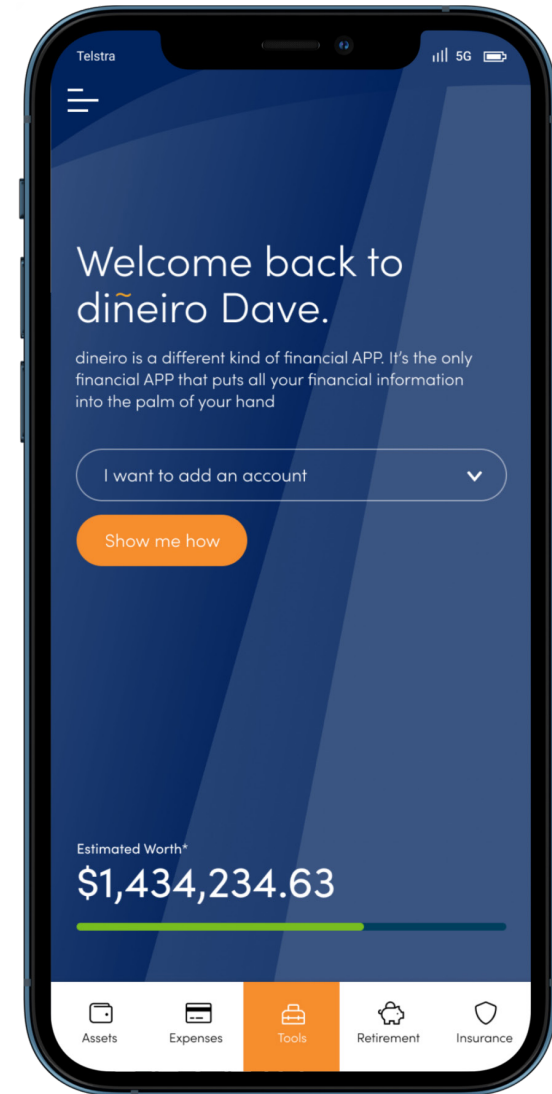 Telstra
5G
Welcome back to
diñeiro Dave.
dineiro is a different kind of financial APP. It's the only
financial APP that puts all your financial information
into the palm of your hand
I want to add an account
Show me how
Estimated Worth*
$1,434,234.63
Assets
Expenses
Tools
Retirement
Insurance